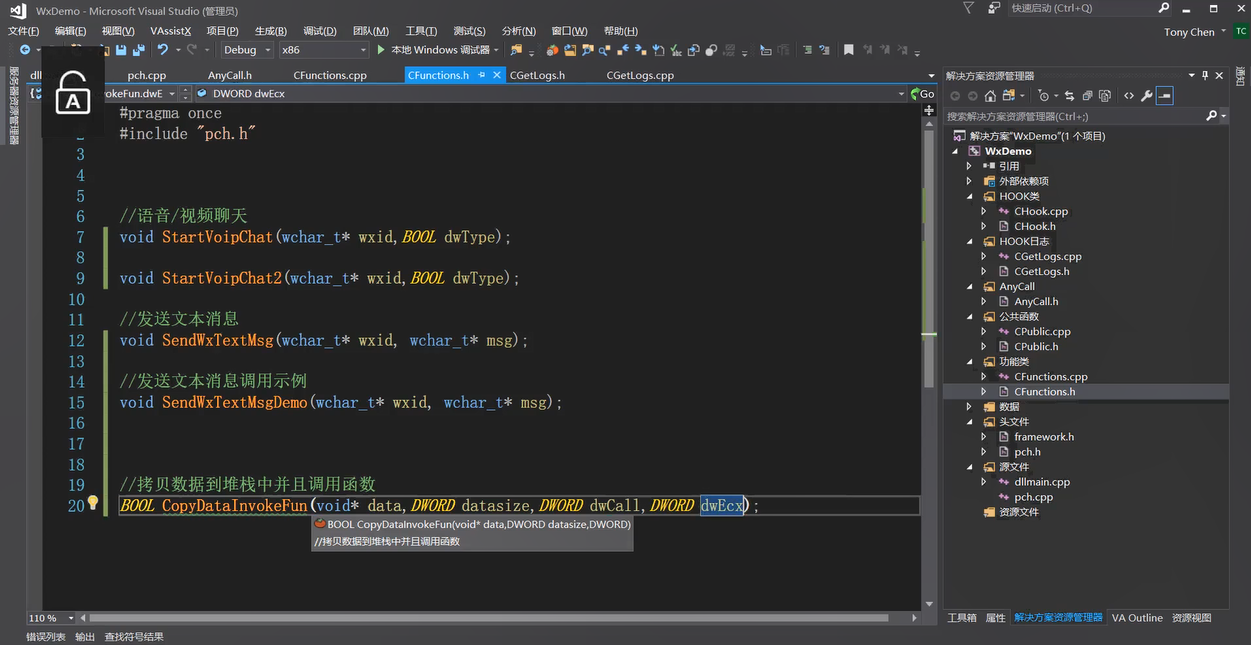 WxDemo - Microsoft Visual Studio (管理员)
快速启动 (Ctrl+Q)
文件(F) 编辑(E) 视图(V) VAssistX 项目(P) 生成(B) 调试(D) 团队(M) 工具(T) 测试(S) 分析(N) 窗口(W) 帮助(H)
Tony Chen TC
Debug x86 本地 Windows 调试器
服务器资源管理器
通知
pch.cpp AnyCall.h CFunctions.cpp CFunctions.h CGetLogs.h CGetLogs.cpp
okeFun.dwE DWORD dwEcx Go
A
#pragma once
2 #include "pch.h"
3
4
5
6 //语音/视频聊天
7 void StartVoipChat(wchar_t* wxid,BOOL dwType);
8
9 void StartVoipChat2(wchar_t* wxid,BOOL dwType);
10
11 //发送文本消息
12 void SendWxTextMsg(wchar_t* wxid, wchar_t* msg);
13
14 //发送文本消息调用示例
15 void SendWxTextMsgDemo(wchar_t* wxid, wchar_t* msg);
16
17
18
19 //拷贝数据到堆栈中并且调用函数
20 BOOL CopyDataInvokeFun(void* data,DWORD datasize,DWORD dwCall,DWORD dwEcx);
BOOL CopyDataInvokeFun(void* data,DWORD datasize,DWORD)
//拷贝数据到堆栈中并且调用函数
110 %
错误列表 输出 查找符号结果
解决方案资源管理器
搜索解决方案资源管理器(Ctrl+;)
解决方案"WxDemo"(1 个项目)
WxDemo
引用
外部依赖项
HOOK类
CHook.cpp
CHook.h
HOOK日志
CGetLogs.cpp
CGetLogs.h
AnyCall
AnyCall.h
公共函数
CPublic.cpp
CPublic.h
功能类
CFunctions.cpp
CFunctions.h
数据
头文件
framework.h
pch.h
源文件
dllmain.cpp
pch.cpp
资源文件
工具箱 属性 解决方案资源管理器 VA Outline 资源视图